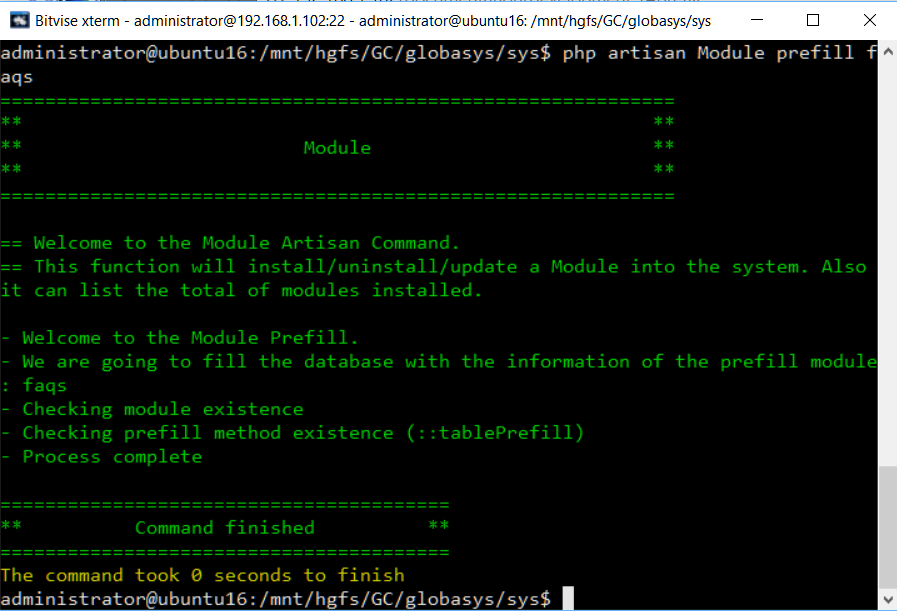 Bitvise xterm - administrator@192.168.1.102:22 - administrator@ubuntu16: /mnt/hgfs/GC/globasys/sys
administrator@ubuntu16:/mnt/hgfs/GC/globasys/sys$ php artisan Module prefill f
aqs
============================================================
**                                                        **
**                         Module                         **
**                                                        **
============================================================
== Welcome to the Module Artisan Command.
== This function will install/uninstall/update a Module into the system. Also
it can list the total of modules installed.
- Welcome to the Module Prefill.
- We are going to fill the database with the information of the prefill module
: faqs
- Checking module existence
- Checking prefill method existence (::tablePrefill)
- Process complete
========================================
**          Command finished          **
========================================
The command took 0 seconds to finish
administrator@ubuntu16:/mnt/hgfs/GC/globasys/sys$